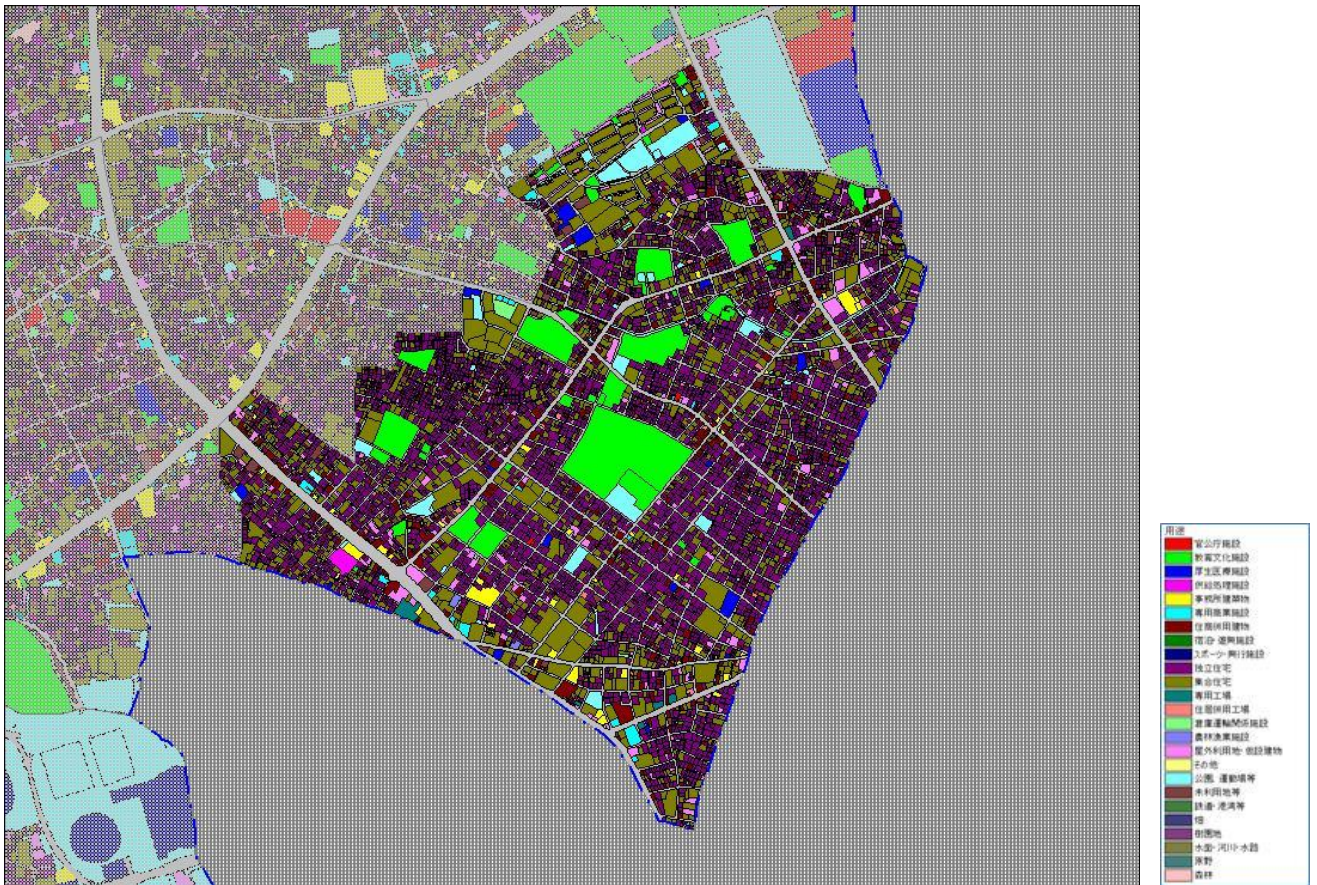 用途
官公庁施設
教育文化施設
厚生医療施設
供給処理施設
事務所建築物
専用商業施設
住商併用建物
宿泊・遊興施設
スポーツ・興行施設
独立住宅
集合住宅
専用工場
住居併用工場
倉庫運輸関係施設
農林漁業施設
屋外利用地・仮設建物
その他
公園、運動場等
未利用地等
鉄道・港湾等
畑
樹園地
水面・河川・水路
原野
森林